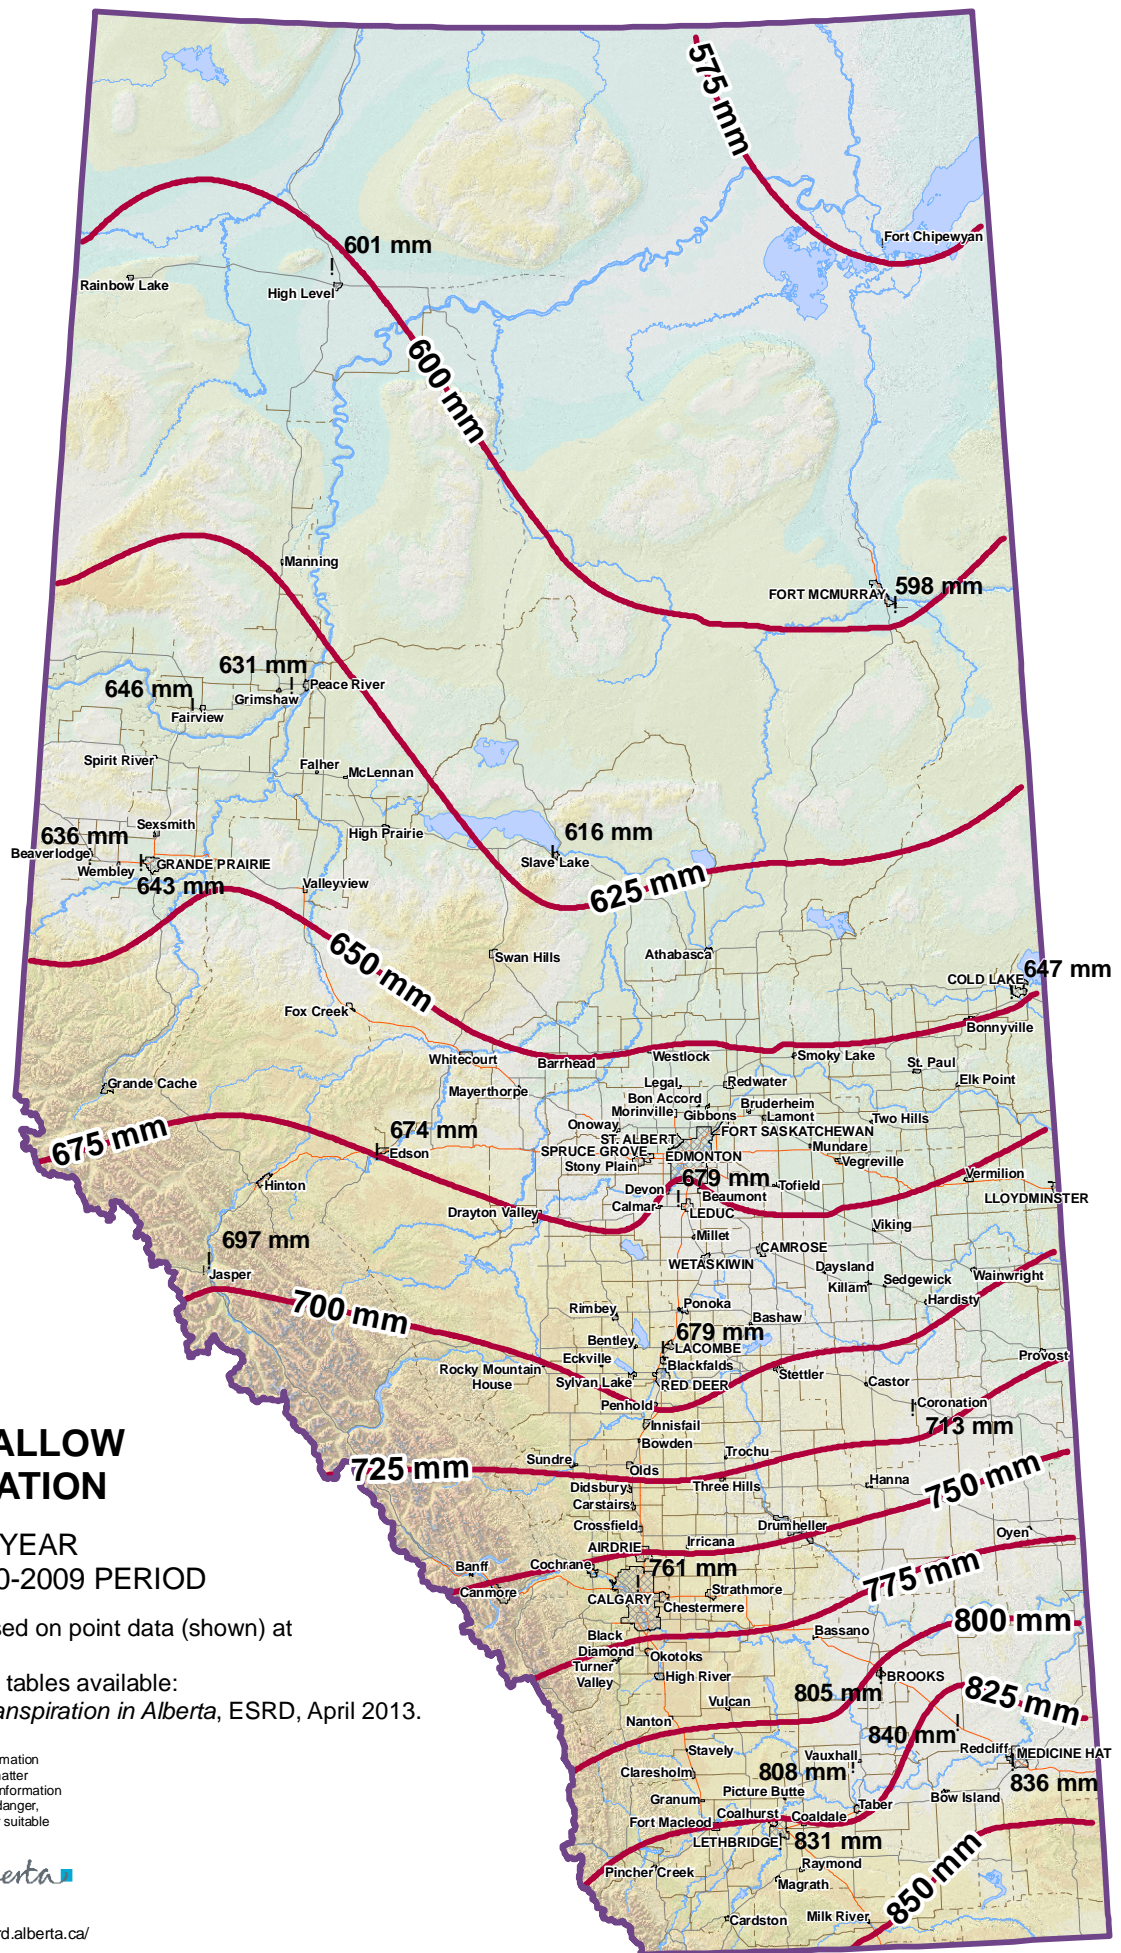 575 mm
601 mm
Fort Chipewyan
Rainbow Lake
High Level
600 mm
Manning
FORT MCMURRAY
598 mm
631 mm
Peace River
646 mm
Grimshaw
Fairview
Spirit River
Falher
McLennan
Sexsmith
High Prairie
616 mm
636 mm
Beaverlodge
Wembley
GRANDE PRAIRIE
Slave Lake
643 mm
Valleyview
625 mm
650 mm
Swan Hills
Athabasca
647 mm
COLD LAKE
Fox Creek
Bonnyville
Whitecourt
Barrhead
Westlock
Smoky Lake
St. Paul
Grande Cache
Mayerthorpe
Legal
Redwater
Elk Point
Bon Accord
Bruderheim
Morinville
Gibbons
Lamont
Two Hills
Onoway
675 mm
674 mm
ST. ALBERT
FORT SASKATCHEWAN
Edson
SPRUCE GROVE
EDMONTON
Mundare
Stony Plain
Vegreville
Hinton
679 mm
Tofield
Vermilion
Devon
Beaumont
LLOYDMINSTER
Calmar
LEDUC
Drayton Valley
Viking
697 mm
Millet
CAMROSE
WETASKIWIN
Daysland
Jasper
Killam
Sedgewick
Wainwright
Hardisty
700 mm
Rimbey
Ponoka
Bashaw
679 mm
Bentley
LACOMBE
Eckville
Blackfalds
Provost
Rocky Mountain
House
Sylvan Lake
RED DEER
Stettler
Castor
Penhold
Coronation
Innisfail
713 mm
Bowden
ALLOW
ATION
725 mm
Sundre
Trochu
Olds
Didsbury
Three Hills
Hanna
750 mm
Carstairs
Crossfield
Drumheller
YEAR
0-2009 PERIOD
AIRDRIE
Irricana
Oyen
Banff
Cochrane
761 mm
775 mm
Canmore
CALGARY
Strathmore
Chestermere
800 mm
sed on point data (shown) at
Black
Diamond
Bassano
Turner
Valley
Okotoks
High River
tables available:
anspiration in Alberta, ESRD, April 2013.
BROOKS
805 mm
825 mm
Vulcan
Nanton
840 mm
Stavely
Vauxhall
Redcliff
MEDICINE HAT
rmation
natter
information
danger,
r suitable
Claresholm
808 mm
836 mm
Granum
Picture Butte
Bow Island
Fort Macleod
Coalhurst
Coaldale
Taber
LETHBRIDGE
831 mm
Pincher Creek
Raymond
Magrath
850 mm
erta
Cardston
Milk River
rd.alberta.ca/